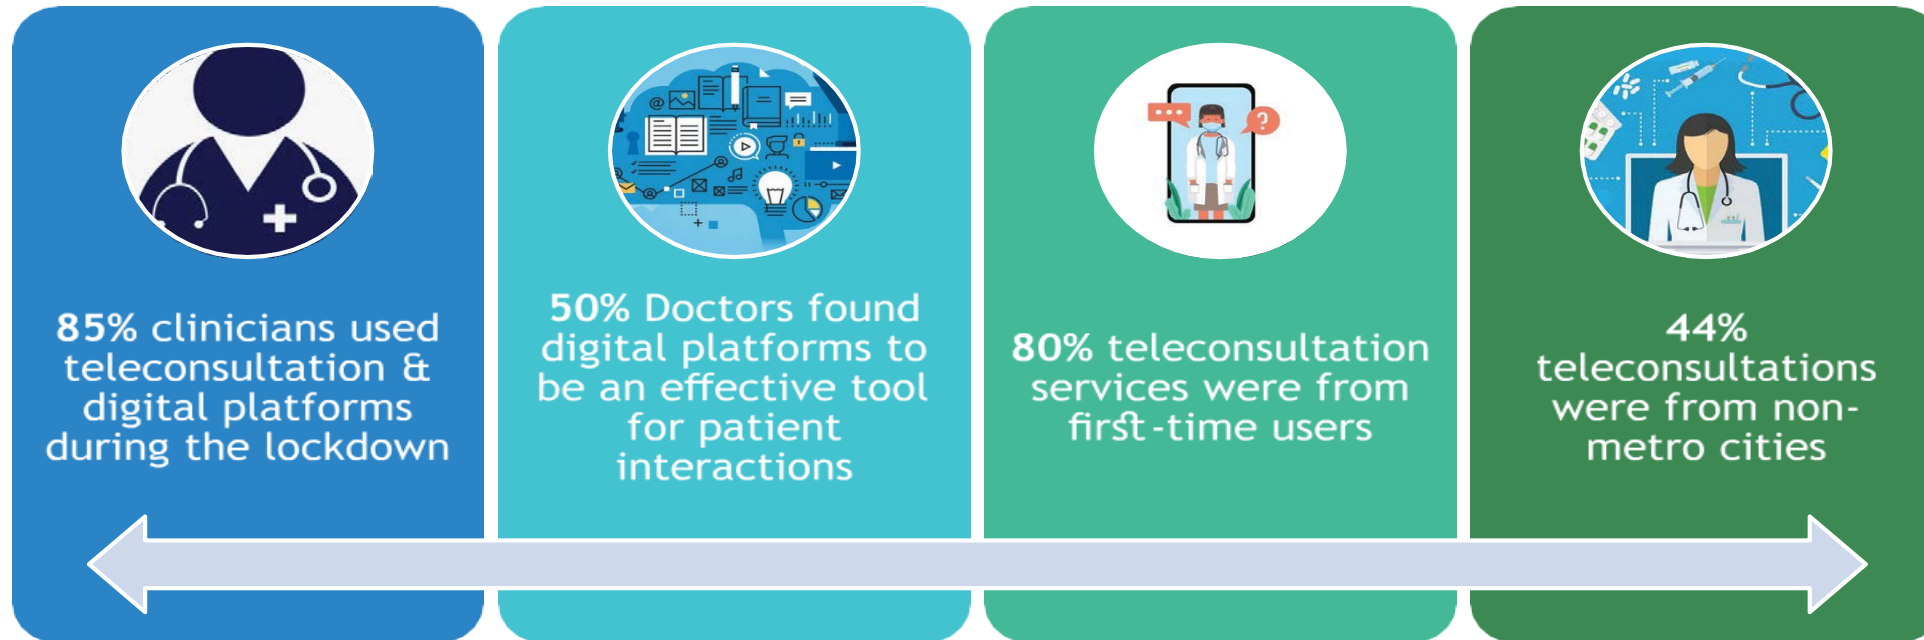 85% clinicians used
teleconsultation &
digital platforms
during the lockdown
50% Doctors found
digital platforms to
be an effective tool
for patient
interactions
80% teleconsultation
services were from
first-time users
44%
teleconsultations
were from non-
metro cities